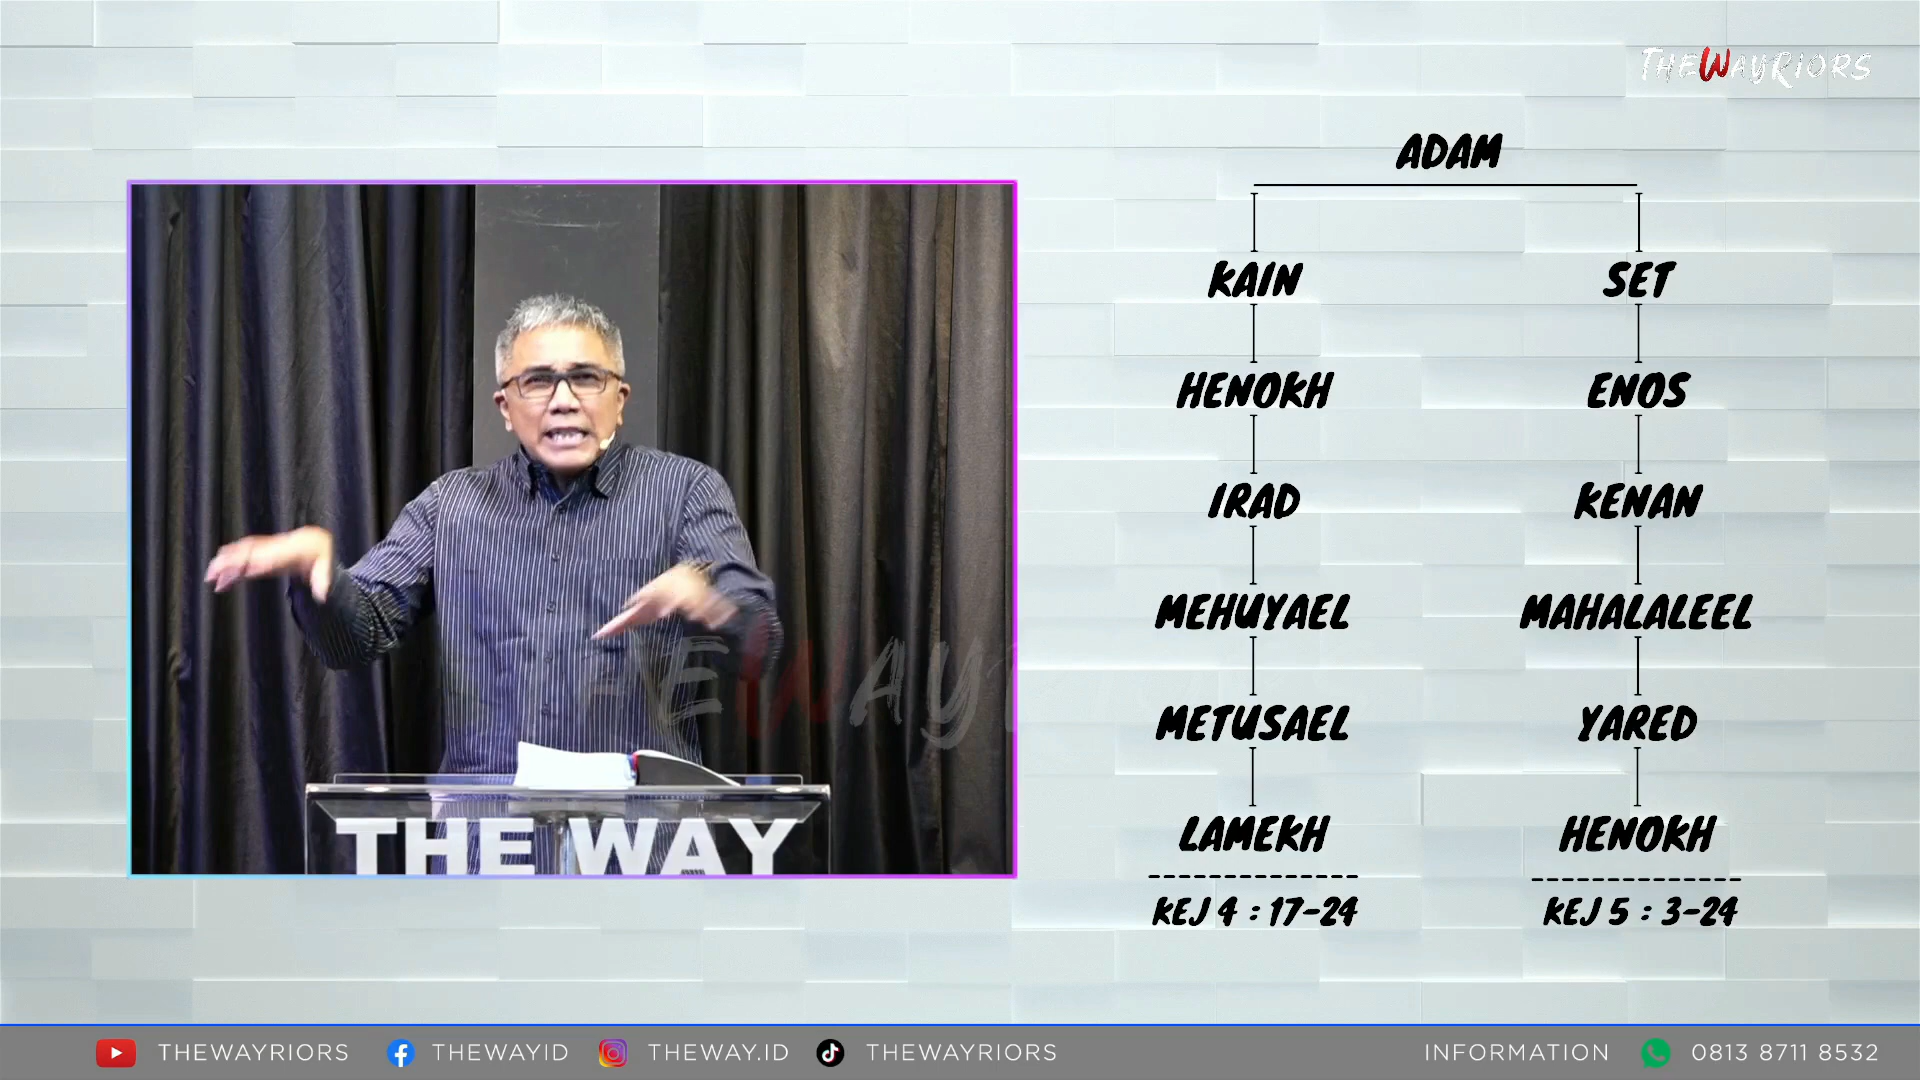 THEWAYRIORS
ADAM
KAIN SET
HENOKH ENOS
IRAD KENAN
MEHUYAEL MAHALALEEL
METUSAEL YARED
LAMEKH HENOKH
KEJ 4 : 17-24 KEJ 5 : 3-24
THEWAY
THE WAY
THEWAYRIORS THEWAYID THEWAY.ID THEWAYRIORS INFORMATION 0813 8711 8532